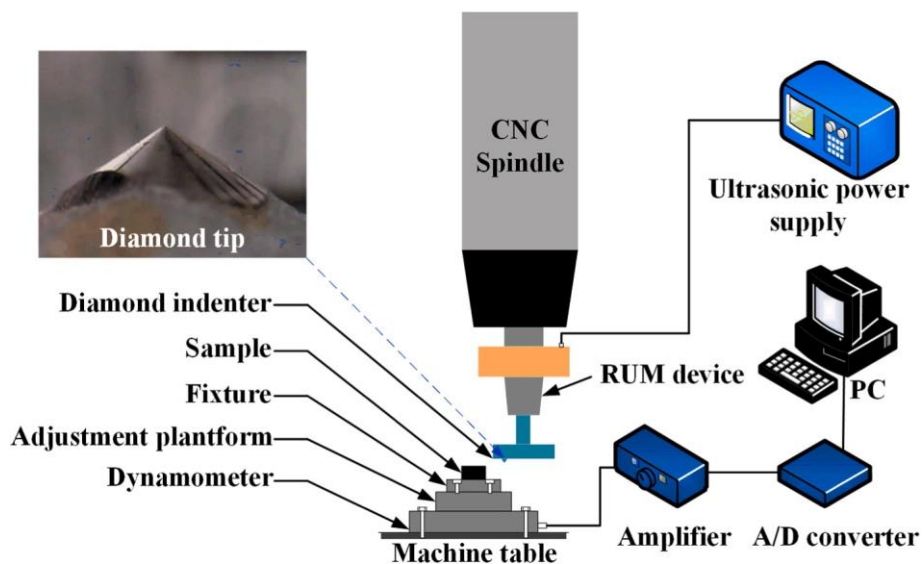 CNC
Spindle
Ultrasonic power
supply
Diamond tip
Diamond indenter
Sample
Fixture
Adjustment plantform
Dynamometer
RUM device
PC
Machine table
Amplifier
A/D converter